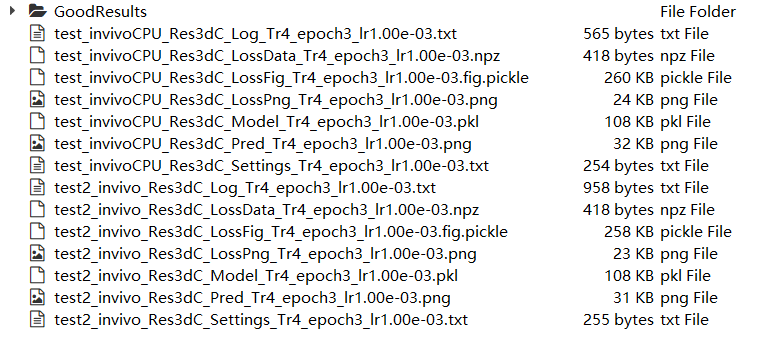 GoodResults File Folder
test_invivoCPU_Res3dC_Log_Tr4_epoch3_lr1.00e-03.txt 565 bytes txt File
test_invivoCPU_Res3dC_LossData_Tr4_epoch3_lr1.00e-03.npz 418 bytes npz File
test_invivoCPU_Res3dC_LossFig_Tr4_epoch3_lr1.00e-03.fig.pickle 260 KB pickle File
test_invivoCPU_Res3dC_LossPng_Tr4_epoch3_lr1.00e-03.png 24 KB png File
test_invivoCPU_Res3dC_Model_Tr4_epoch3_lr1.00e-03.pkl 108 KB pkl File
test_invivoCPU_Res3dC_Pred_Tr4_epoch3_lr1.00e-03.png 32 KB png File
test_invivoCPU_Res3dC_Settings_Tr4_epoch3_lr1.00e-03.txt 254 bytes txt File
test2_invivo_Res3dC_Log_Tr4_epoch3_lr1.00e-03.txt 958 bytes txt File
test2_invivo_Res3dC_LossData_Tr4_epoch3_lr1.00e-03.npz 418 bytes npz File
test2_invivo_Res3dC_LossFig_Tr4_epoch3_lr1.00e-03.fig.pickle 258 KB pickle File
test2_invivo_Res3dC_LossPng_Tr4_epoch3_lr1.00e-03.png 23 KB png File
test2_invivo_Res3dC_Model_Tr4_epoch3_lr1.00e-03.pkl 108 KB pkl File
test2_invivo_Res3dC_Pred_Tr4_epoch3_lr1.00e-03.png 31 KB png File
test2_invivo_Res3dC_Settings_Tr4_epoch3_lr1.00e-03.txt 255 bytes txt File